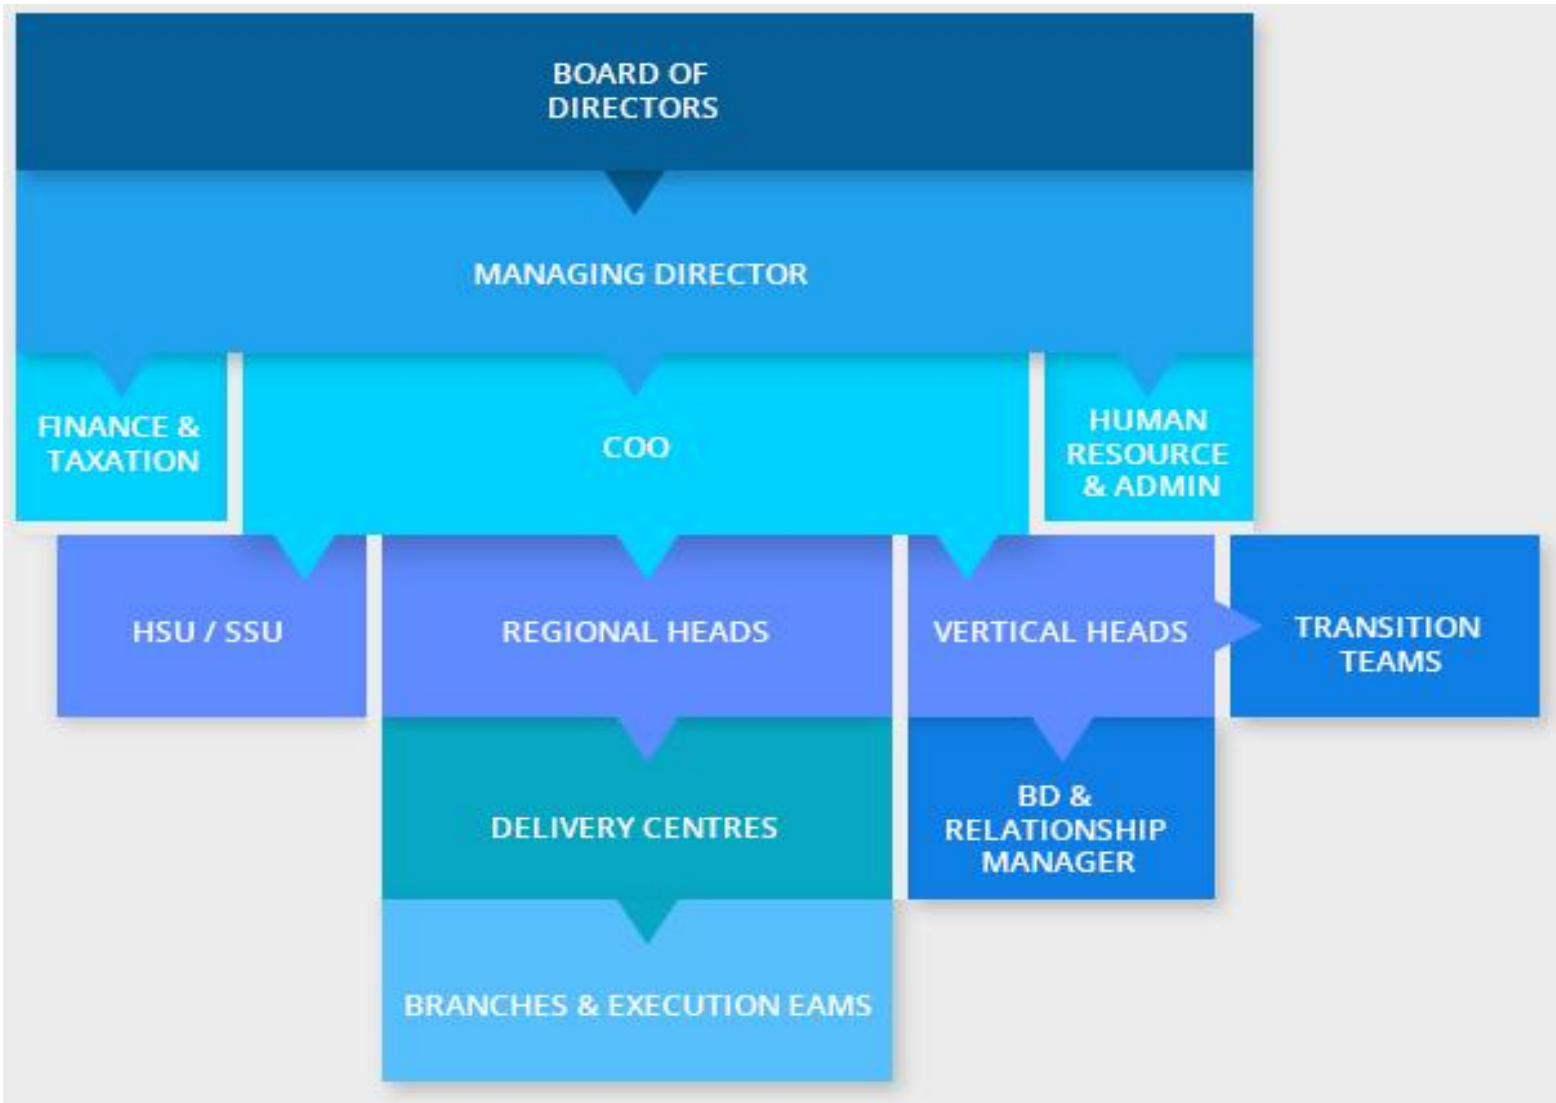 BOARD OF
DIRECTORS
MANAGING DIRECTOR
FINANCE &
TAXATION
COO
HUMAN
RESOURCE
& ADMIN
HSU / SSU
REGIONAL HEADS
VERTICAL HEADS
TRANSITION
TEAMS
DELIVERY CENTRES
BD &
RELATIONSHIP
MANAGER
BRANCHES & EXECUTION EAMS